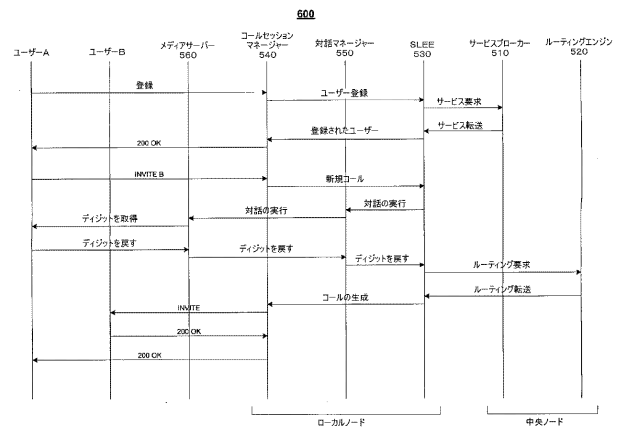 600
ユーザーA
ユーザーB
メディアサーバー
560
コールセッション
マネージャー
540
対話マネージャー
550
SLEE
530
サービスブローカー
510
ルーティングエンジン
520
登録
ユーザー登録
サービス要求
サービス転送
登録されたユーザー
200 OK
INVITE B
新規コール
対話の実行
対話の実行
ディジットを取得
ディジットを戻す
ディジットを戻す
ディジットを戻す
ルーティング要求
ルーティング転送
コールの生成
INVITE
200 OK
200 OK
ローカルノード
中央ノード